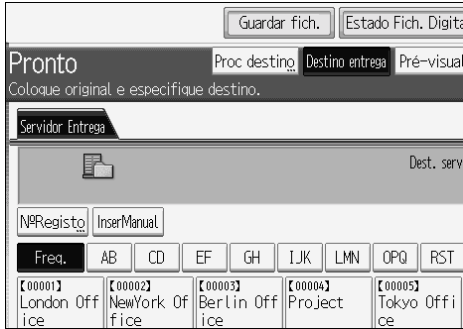 Guardar fich. Estado Fich. Digita
Pronto Proc destino Destino entrega Pré-visual
Coloque original e especifique destino.
Servidor Entrega
Dest. serv
NºRegisto InserManual
Freq. AB CD EF GH IJK LMN OPQ RST
【00001】 【00002】 【00003】 【00004】 【00005】
London Off NewYork Of Berlin Off Project Tokyo Offi
ice ffice ice ce